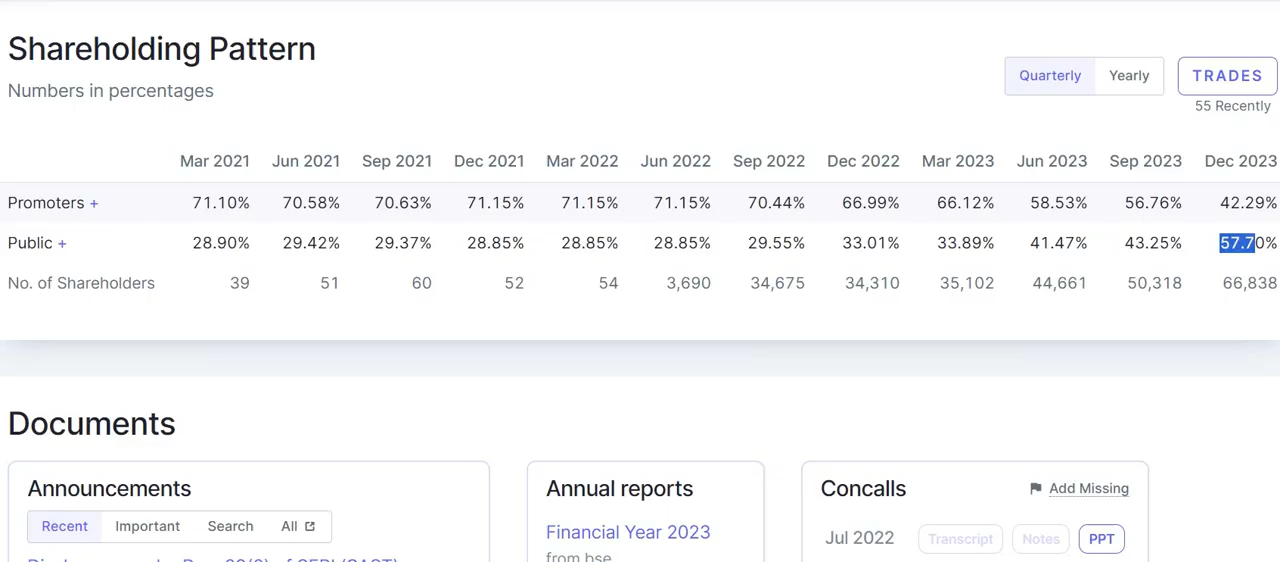 Shareholding Pattern
Numbers in percentages
Quarterly Yearly TRADES
55 Recently
Mar 2021 Jun 2021 Sep 2021 Dec 2021 Mar 2022 Jun 2022 Sep 2022 Dec 2022 Mar 2023 Jun 2023 Sep 2023 Dec 2023
Promoters + 71.10% 70.58% 70.63% 71.15% 71.15% 71.15% 70.44% 66.99% 66.12% 58.53% 56.76% 42.29%
Public + 28.90% 29.42% 29.37% 28.85% 28.85% 28.85% 29.55% 33.01% 33.89% 41.47% 43.25% 57.70%
No. of Shareholders 39 51 60 52 54 3,690 34,675 34,310 35,102 44,661 50,318 66,838
Documents
Announcements
Recent Important Search All
Annual reports
Financial Year 2023
from bse
Concalls
Add Missing
Jul 2022 Transcript Notes PPT